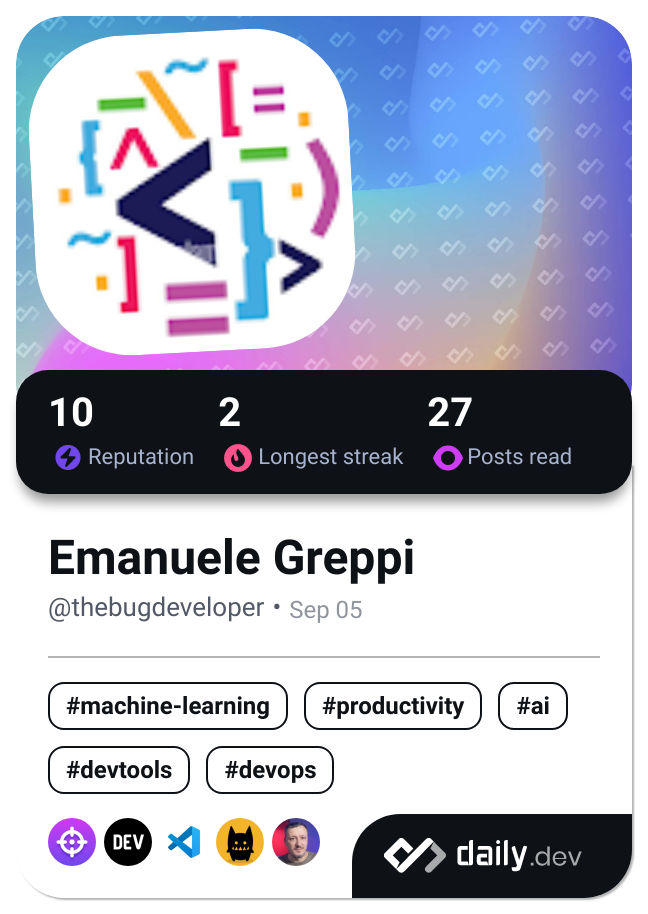 10 2 27
Reputation Longest streak Posts read
Emanuele Greppi
@thebugdeveloper • Sep 05
#machine-learning #productivity #ai
#devtools #devops
DEV
daily.dev